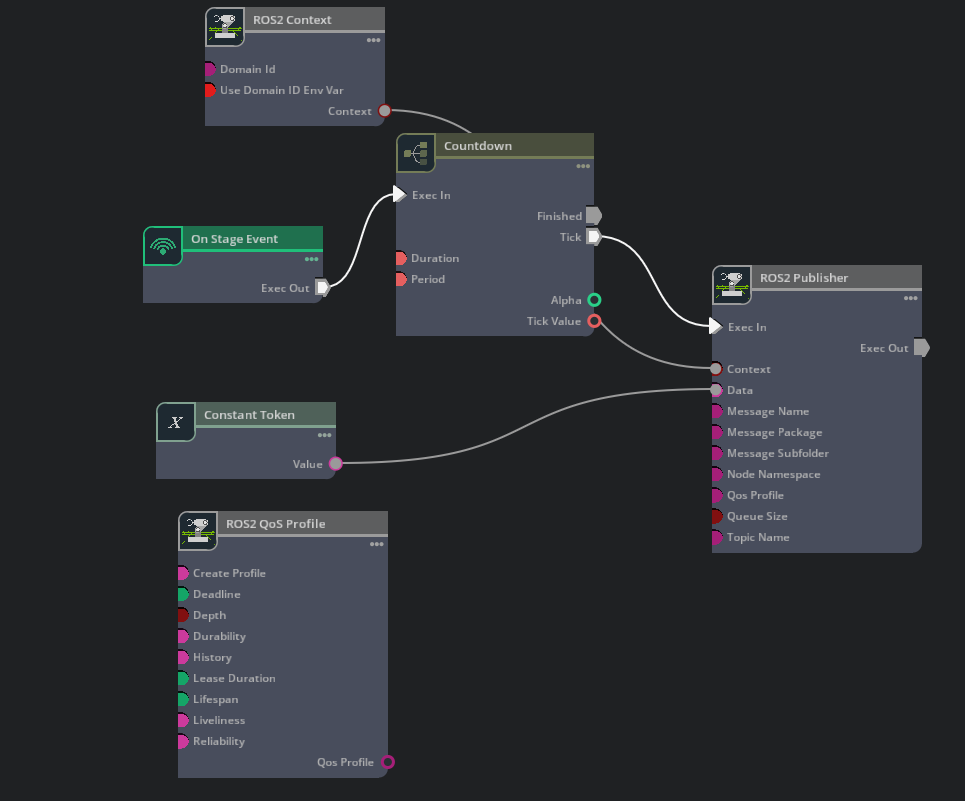 ROS2 Context
Domain Id
Use Domain ID Env Var
Context
Countdown
Exec In
Finished
Tick
Duration
Period
Alpha
Tick Value
On Stage Event
Exec Out
ROS2 Publisher
Exec In
Exec Out
Context
Data
Message Name
Message Package
Message Subfolder
Node Namespace
Qos Profile
Queue Size
Topic Name
X
Constant Token
Value
ROS2 QoS Profile
Create Profile
Deadline
Depth
Durability
History
Lease Duration
Lifespan
Liveliness
Reliability
Qos Profile